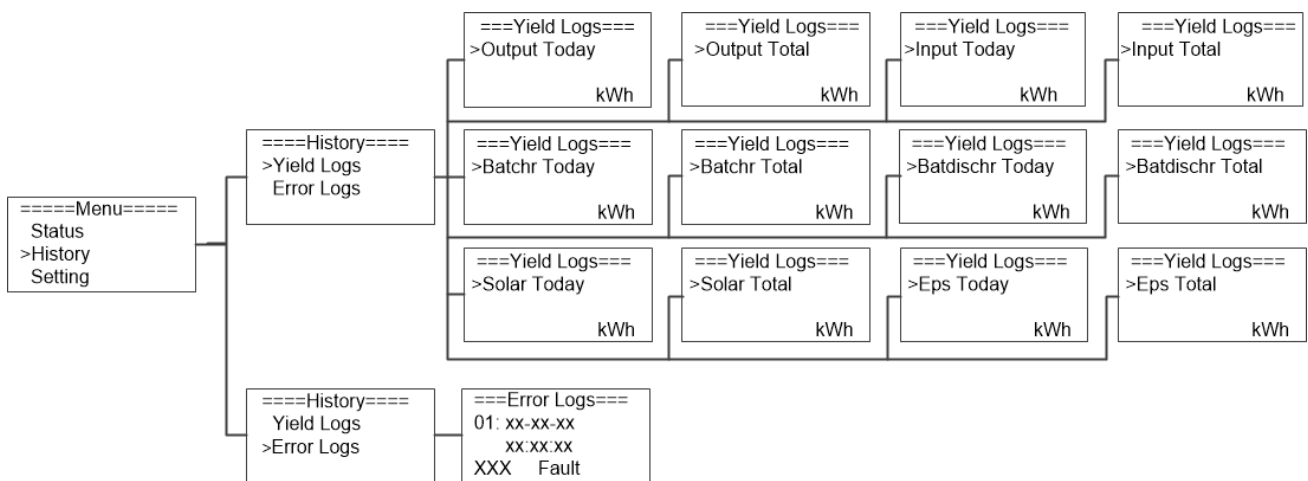 =====Menu=====
Status
>History
Setting
====History====
>Yield Logs
Error Logs
===Yield Logs===
>Output Today
kWh
===Yield Logs===
>Output Total
kWh
===Yield Logs===
>Input Today
kWh
===Yield Logs===
>Input Total
kWh
===Yield Logs===
>Batchr Today
kWh
===Yield Logs===
>Batchr Total
kWh
===Yield Logs===
>Batdischr Today
kWh
===Yield Logs===
>Batdischr Total
kWh
===Yield Logs===
>Solar Today
kWh
===Yield Logs===
>Solar Total
kWh
===Yield Logs===
>Eps Today
kWh
===Yield Logs===
>Eps Total
kWh
====History====
Yield Logs
>Error Logs
===Error Logs===
01: xx-xx-xx
xx:xx:xx
XXX Fault